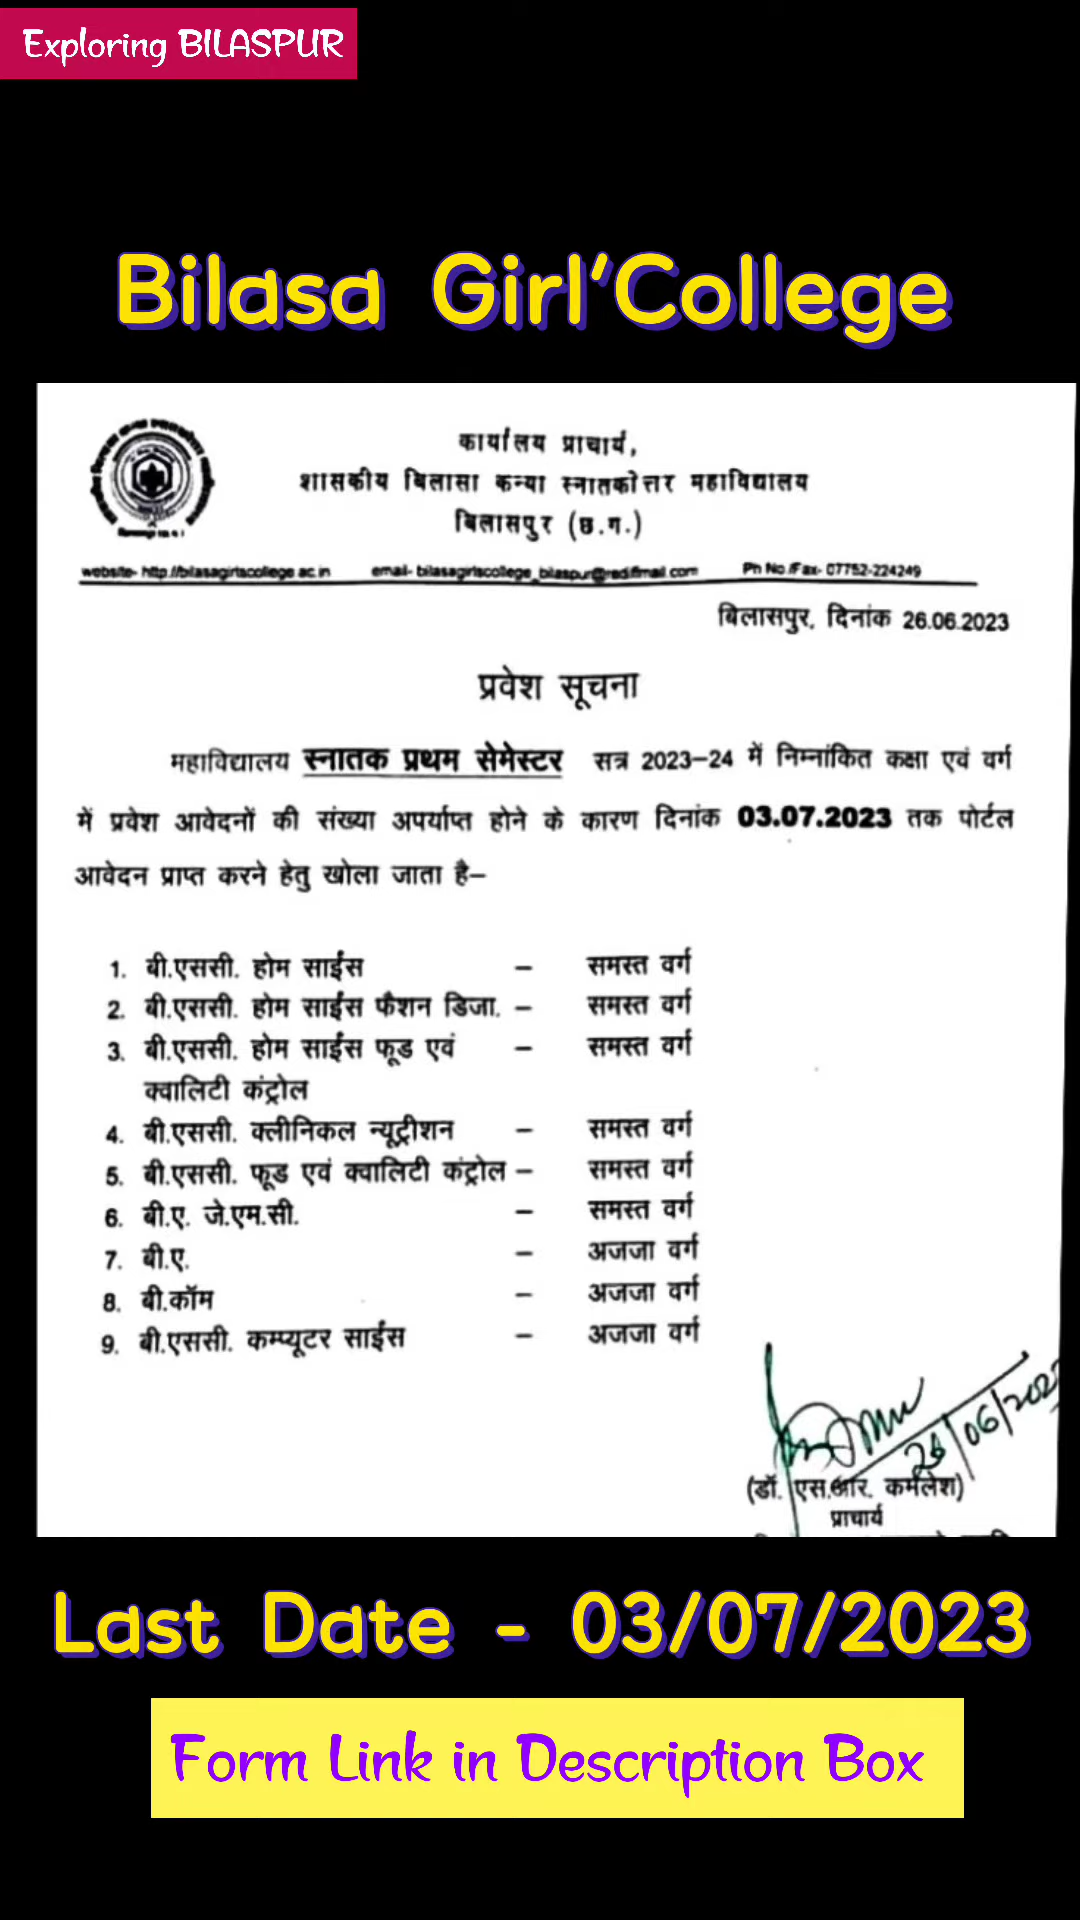 Exploring BILASPUR
Bilasa Girl'College
कार्यालय प्राचार्य,
शासकीय बिलासा कन्या स्नातकोत्तर महाविद्यालय
बिलासपुर (छ.ग.)
website- http://bilasagirlscollege.ac.in email- bilasagirlscollege_bilaspur@rediffmail.com Ph No./Fax- 07752-224249
बिलासपुर, दिनांक 26.06.2023
प्रवेश सूचना
महाविद्यालय स्नातक प्रथम सेमेस्टर सत्र 2023-24 में निम्नांकित कक्षा एवं वर्ग
में प्रवेश आवेदनों की संख्या अपर्याप्त होने के कारण दिनांक 03.07.2023 तक पोर्टल
आवेदन प्राप्त करने हेतु खोला जाता है–
1. बी.एससी. होम साईंस – समस्त वर्ग
2. बी.एससी. होम साईंस फैशन डिजा. – समस्त वर्ग
3. बी.एससी. होम साईंस फूड एवं – समस्त वर्ग
क्वालिटी कंट्रोल
4. बी.एससी. क्लीनिकल न्यूट्रीशन – समस्त वर्ग
5. बी.एससी. फूड एवं क्वालिटी कंट्रोल – समस्त वर्ग
6. बी.ए. जे.एम.सी. – समस्त वर्ग
7. बी.ए. – अजजा वर्ग
8. बी.कॉम – अजजा वर्ग
9. बी.एससी. कम्प्यूटर साईंस – अजजा वर्ग
26/06/2023
(डॉ. एस.आर. कमलेश)
प्राचार्य
Last Date - 03/07/2023
Form Link in Description Box